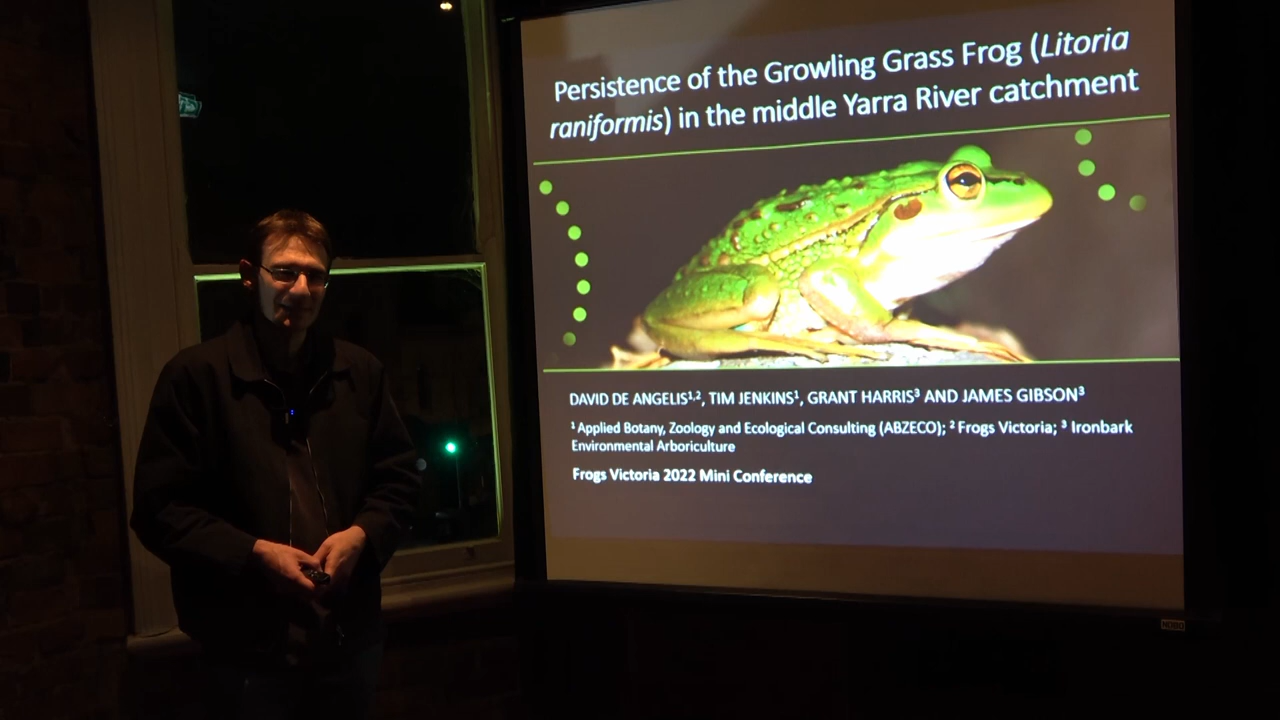 Persistence of the Growling Grass Frog (Litoria
raniformis) in the middle Yarra River catchment
DAVID DE ANGELIS¹,², TIM JENKINS¹, GRANT HARRIS³ AND JAMES GIBSON³
¹ Applied Botany, Zoology and Ecological Consulting (ABZECO); ² Frogs Victoria; ³ Ironbark
Environmental Arboriculture
Frogs Victoria 2022 Mini Conference
NOBO